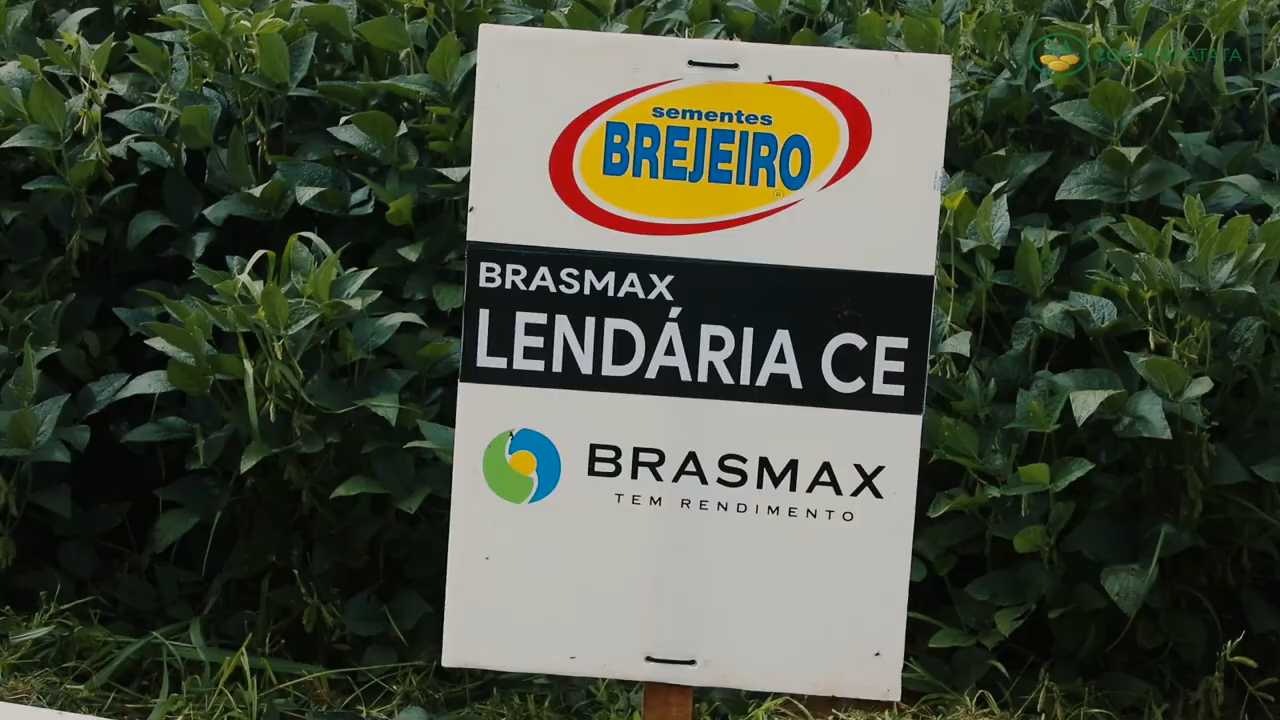 sementes
BREJEIRO
®
BRASMAX
LENDÁRIA CE
BRASMAX
TEM RENDIMENTO